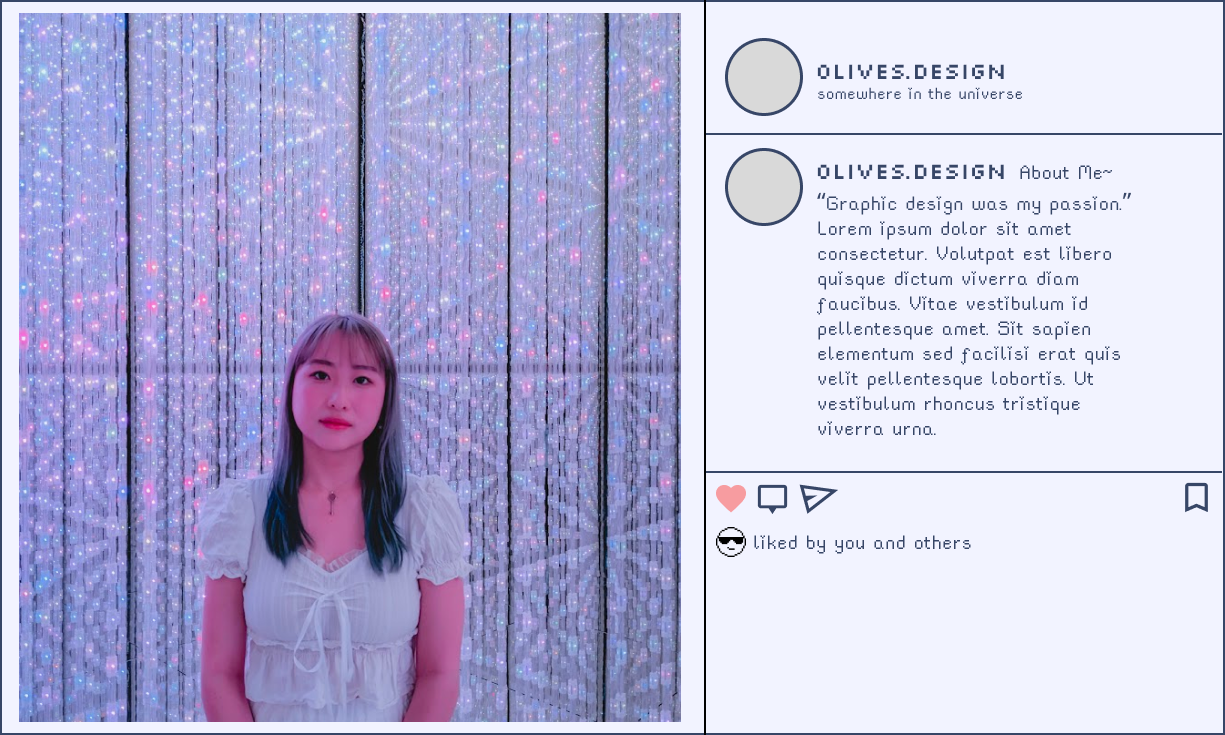 OLIVES.DESIGN
somewhere in the universe
OLIVES.DESIGN About Me~
“Graphic design was my passion.”
Lorem ipsum dolor sit amet
consectetur. Volutpat est libero
quisque dictum viverra diam
faucibus. Vitae vestibulum id
pellentesque amet. Sit sapien
elementum sed facilisi erat quis
velit pellentesque lobortis. Ut
vestibulum rhoncus tristique
viverra urna.
liked by you and others